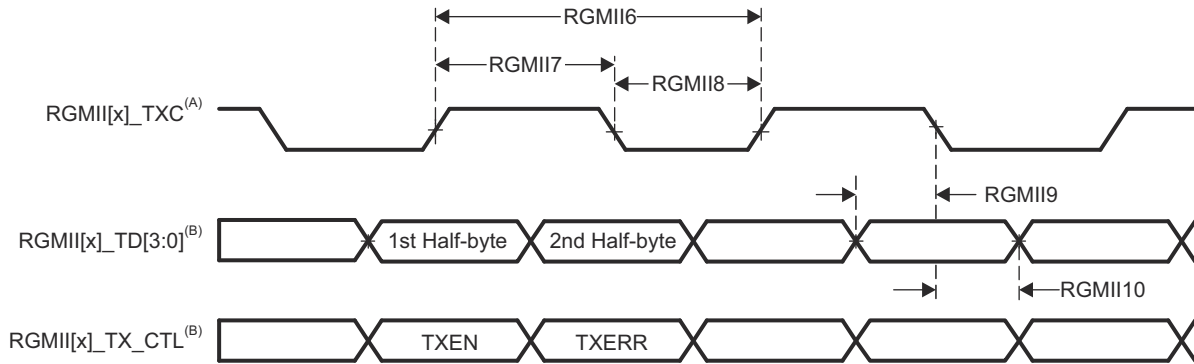 RGMII6
RGMII7
RGMII8
RGMII[x]_TXC(A)
RGMII9
RGMII[x]_TD[3:0](B)
1st Half-byte
2nd Half-byte
RGMII10
RGMII[x]_TX_CTL(B)
TXEN
TXERR